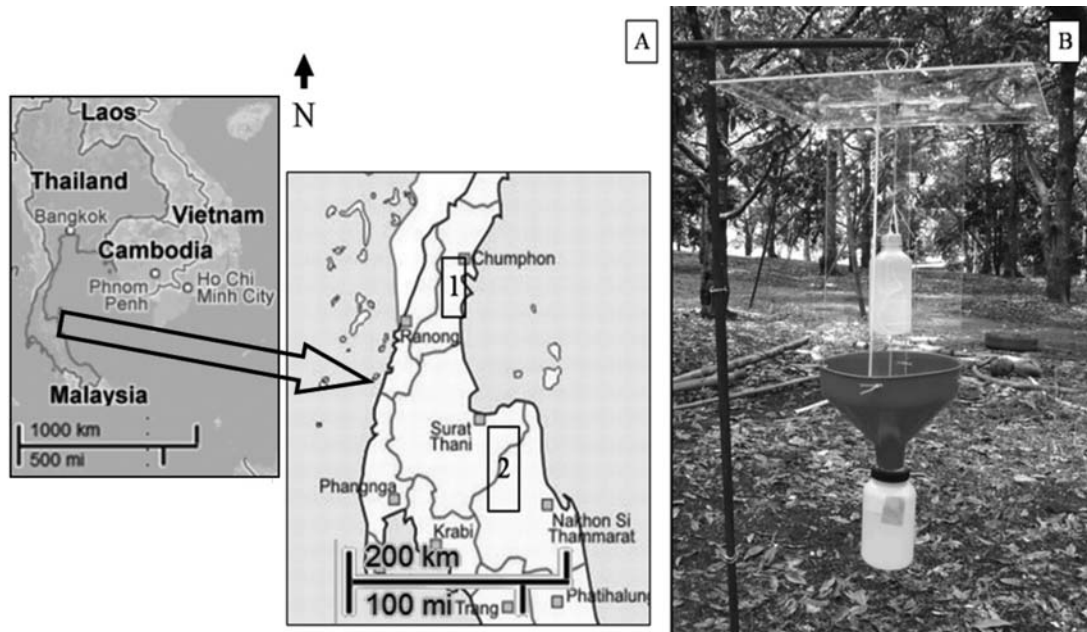 A
N
Laos
Thailand
Bangkok
Vietnam
Cambodia
Phnom
Penh
Ho Chi
Minh City
Malaysia
1000 km
500 mi
Chumphon
1
Ranong
Surat
Thani
2
Phangnga
Krabi
Nakhon Si
Thammarat
200 km
100 mi
Trang
Phatthalung
B